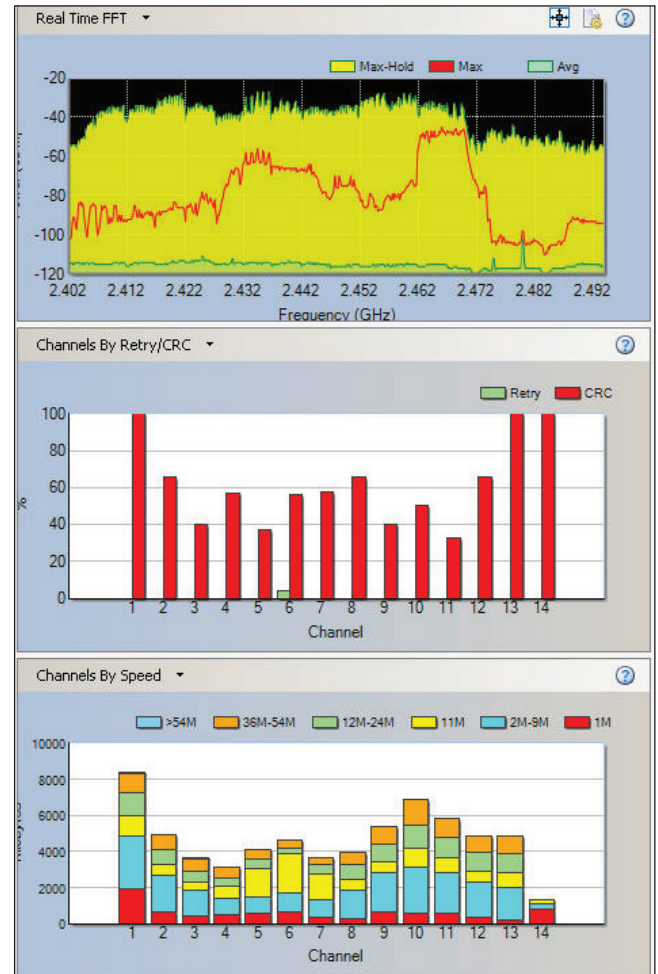 Real Time FFT
Max-Hold Max Avg
-20
-40
-60
-80
-100
-120
2.402 2.412 2.422 2.432 2.442 2.452 2.462 2.472 2.482 2.492
Frequency (GHz)
Channels By Retry/CRC
Retry CRC
100
80
60
40
20
0
%
1 2 3 4 5 6 7 8 9 10 11 12 13 14
Channel
Channels By Speed
>54M 36M-54M 12M-24M 11M 2M-9M 1M
10000
8000
6000
4000
2000
0
Kilobytes
1 2 3 4 5 6 7 8 9 10 11 12 13 14
Channel